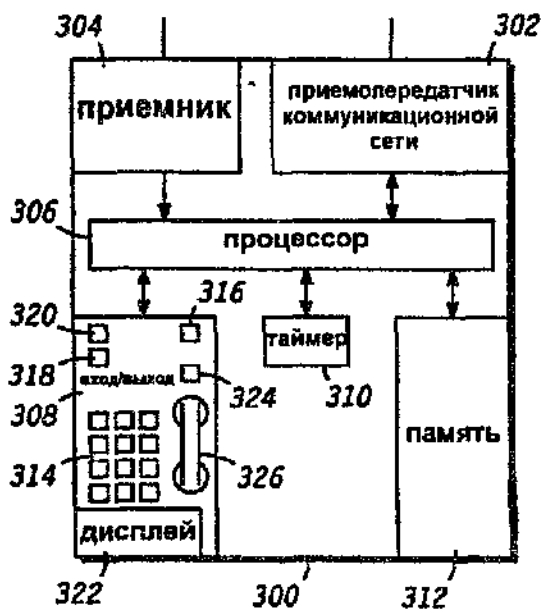 304
302
приемник
приемопередатчик
коммуникационной
сети
306
процессор
316
320
318
вход/выход
324
таймер
310
308
314
326
память
дисплей
322
300
312